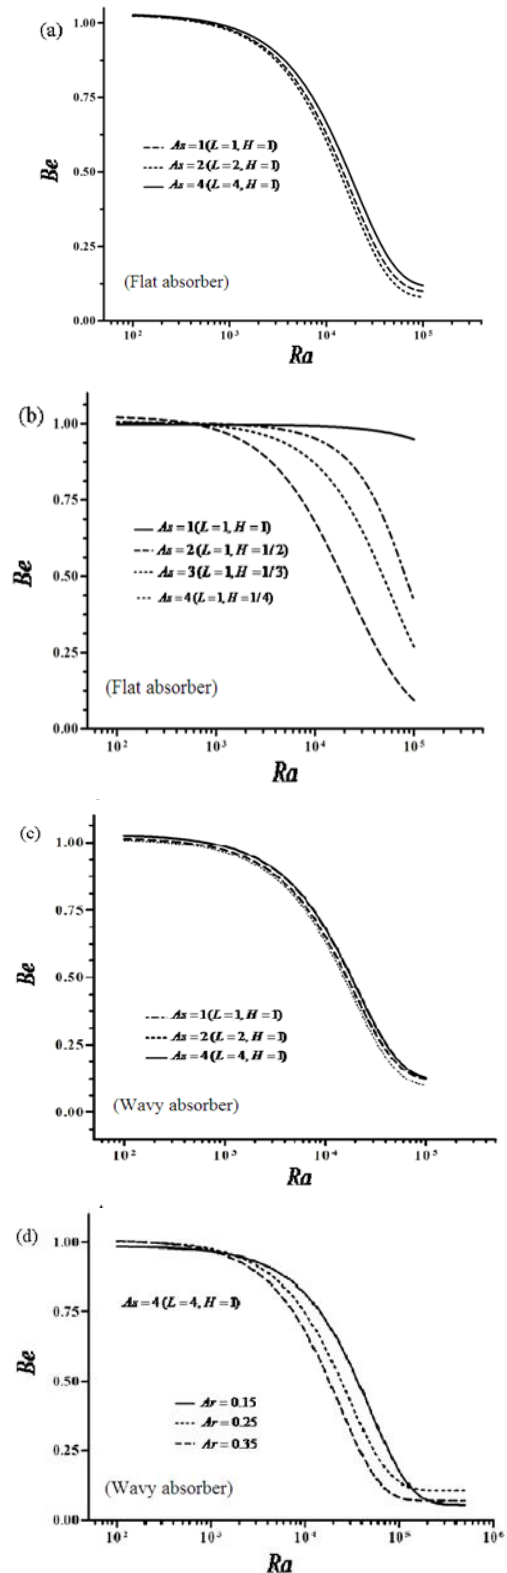 (a)
1.00
0.75
0.50
0.25
0.00
Be
As=1(L=1, H=1)
As=2(L=2, H=1)
As=4(L=4, H=1)
(Flat absorber)
10² 10³ 10⁴ 10⁵
Ra
(b)
1.00
0.75
0.50
0.25
0.00
Be
As=1(L=1, H=1)
As=2(L=1, H=1/2)
As=3(L=1, H=1/3)
As=4(L=1, H=1/4)
(Flat absorber)
10² 10³ 10⁴ 10⁵
Ra
(c)
1.00
0.75
0.50
0.25
0.00
Be
As=1(L=1, H=1)
As=2(L=2, H=1)
As=4(L=4, H=1)
(Wavy absorber)
10² 10³ 10⁴ 10⁵
Ra
(d)
1.00
0.75
0.50
0.25
0.00
Be
As=4(L=4, H=1)
Ar=0.15
Ar=0.25
Ar=0.35
(Wavy absorber)
10² 10³ 10⁴ 10⁵ 10⁶
Ra